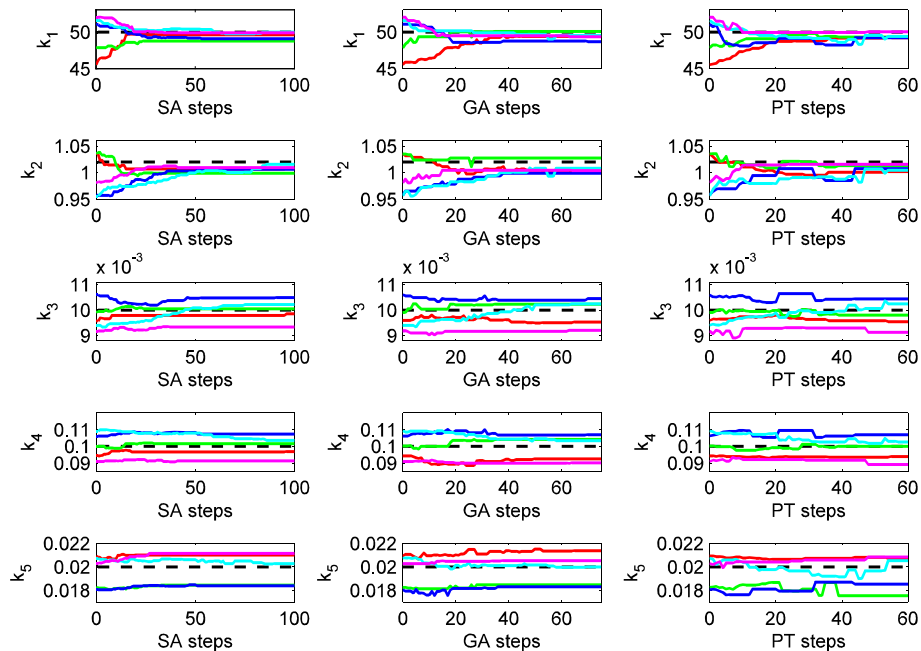 50
45
k1
0 50 100
SA steps
50
45
k1
0 20 40 60
GA steps
50
45
k1
0 20 40 60
PT steps
1.05
1
0.95
k2
0 50 100
SA steps
1.05
1
0.95
k2
0 20 40 60
GA steps
1.05
1
0.95
k2
0 20 40 60
PT steps
x 10-3
11
10
9
k3
0 50 100
SA steps
x 10-3
11
10
9
k3
0 20 40 60
GA steps
x 10-3
11
10
9
k3
0 20 40 60
PT steps
0.11
0.1
0.09
k4
0 50 100
SA steps
0.11
0.1
0.09
k4
0 20 40 60
GA steps
0.11
0.1
0.09
k4
0 20 40 60
PT steps
0.022
0.02
0.018
k5
0 50 100
SA steps
0.022
0.02
0.018
k5
0 20 40 60
GA steps
0.022
0.02
0.018
k5
0 20 40 60
PT steps